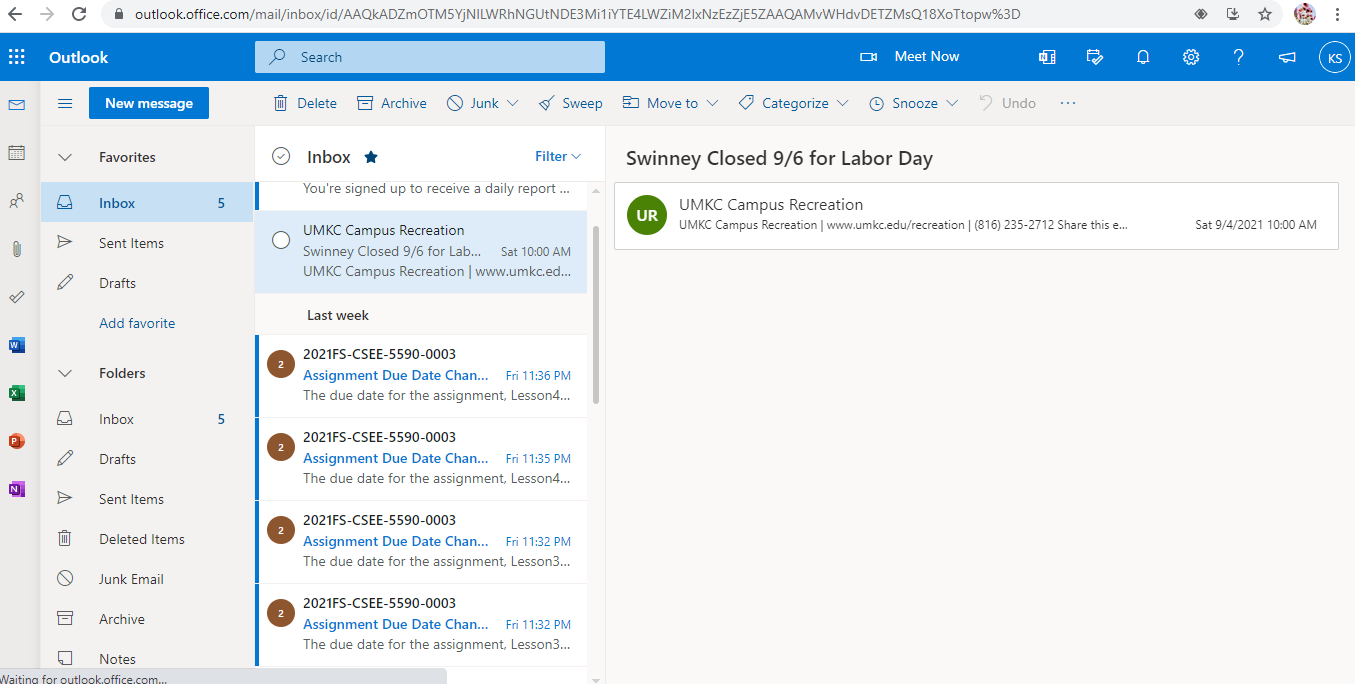 outlook.office.com/mail/inbox/id/AAQkADZmOTM5YjNlLWRhNGUtNDE3Mi1iYTE4LWZiM2IxNzEzZjE5ZAAQAMvWHdvDETZMsQ18XoTtopw%3D
Outlook
Search
Meet Now
KS
New message
Delete
Archive
Junk
Sweep
Move to
Categorize
Snooze
Undo
Favorites
Inbox 5
Sent Items
Drafts
Add favorite
Folders
Inbox 5
Drafts
Sent Items
Deleted Items
Junk Email
Archive
Notes
Inbox
Filter
You're signed up to receive a daily report ...
UMKC Campus Recreation
Swinney Closed 9/6 for Lab... Sat 10:00 AM
UMKC Campus Recreation | www.umkc.ed...
Last week
2
2021FS-CSEE-5590-0003
Assignment Due Date Chan... Fri 11:36 PM
The due date for the assignment, Lesson4...
2
2021FS-CSEE-5590-0003
Assignment Due Date Chan... Fri 11:35 PM
The due date for the assignment, Lesson4...
2
2021FS-CSEE-5590-0003
Assignment Due Date Chan... Fri 11:32 PM
The due date for the assignment, Lesson3...
2
2021FS-CSEE-5590-0003
Assignment Due Date Chan... Fri 11:32 PM
The due date for the assignment, Lesson3...
Swinney Closed 9/6 for Labor Day
UR
UMKC Campus Recreation
UMKC Campus Recreation | www.umkc.edu/recreation | (816) 235-2712 Share this e... Sat 9/4/2021 10:00 AM
Waiting for outlook.office.com...